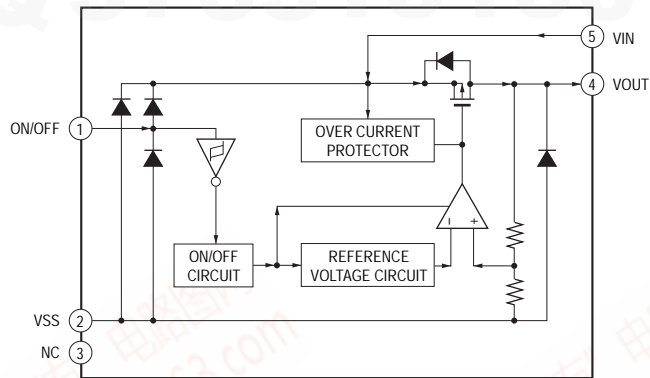 5 VIN
4 VOUT
ON/OFF 1
OVER CURRENT
PROTECTOR
- +
ON/OFF
CIRCUIT
REFERENCE
VOLTAGE CIRCUIT
VSS 2
NC 3